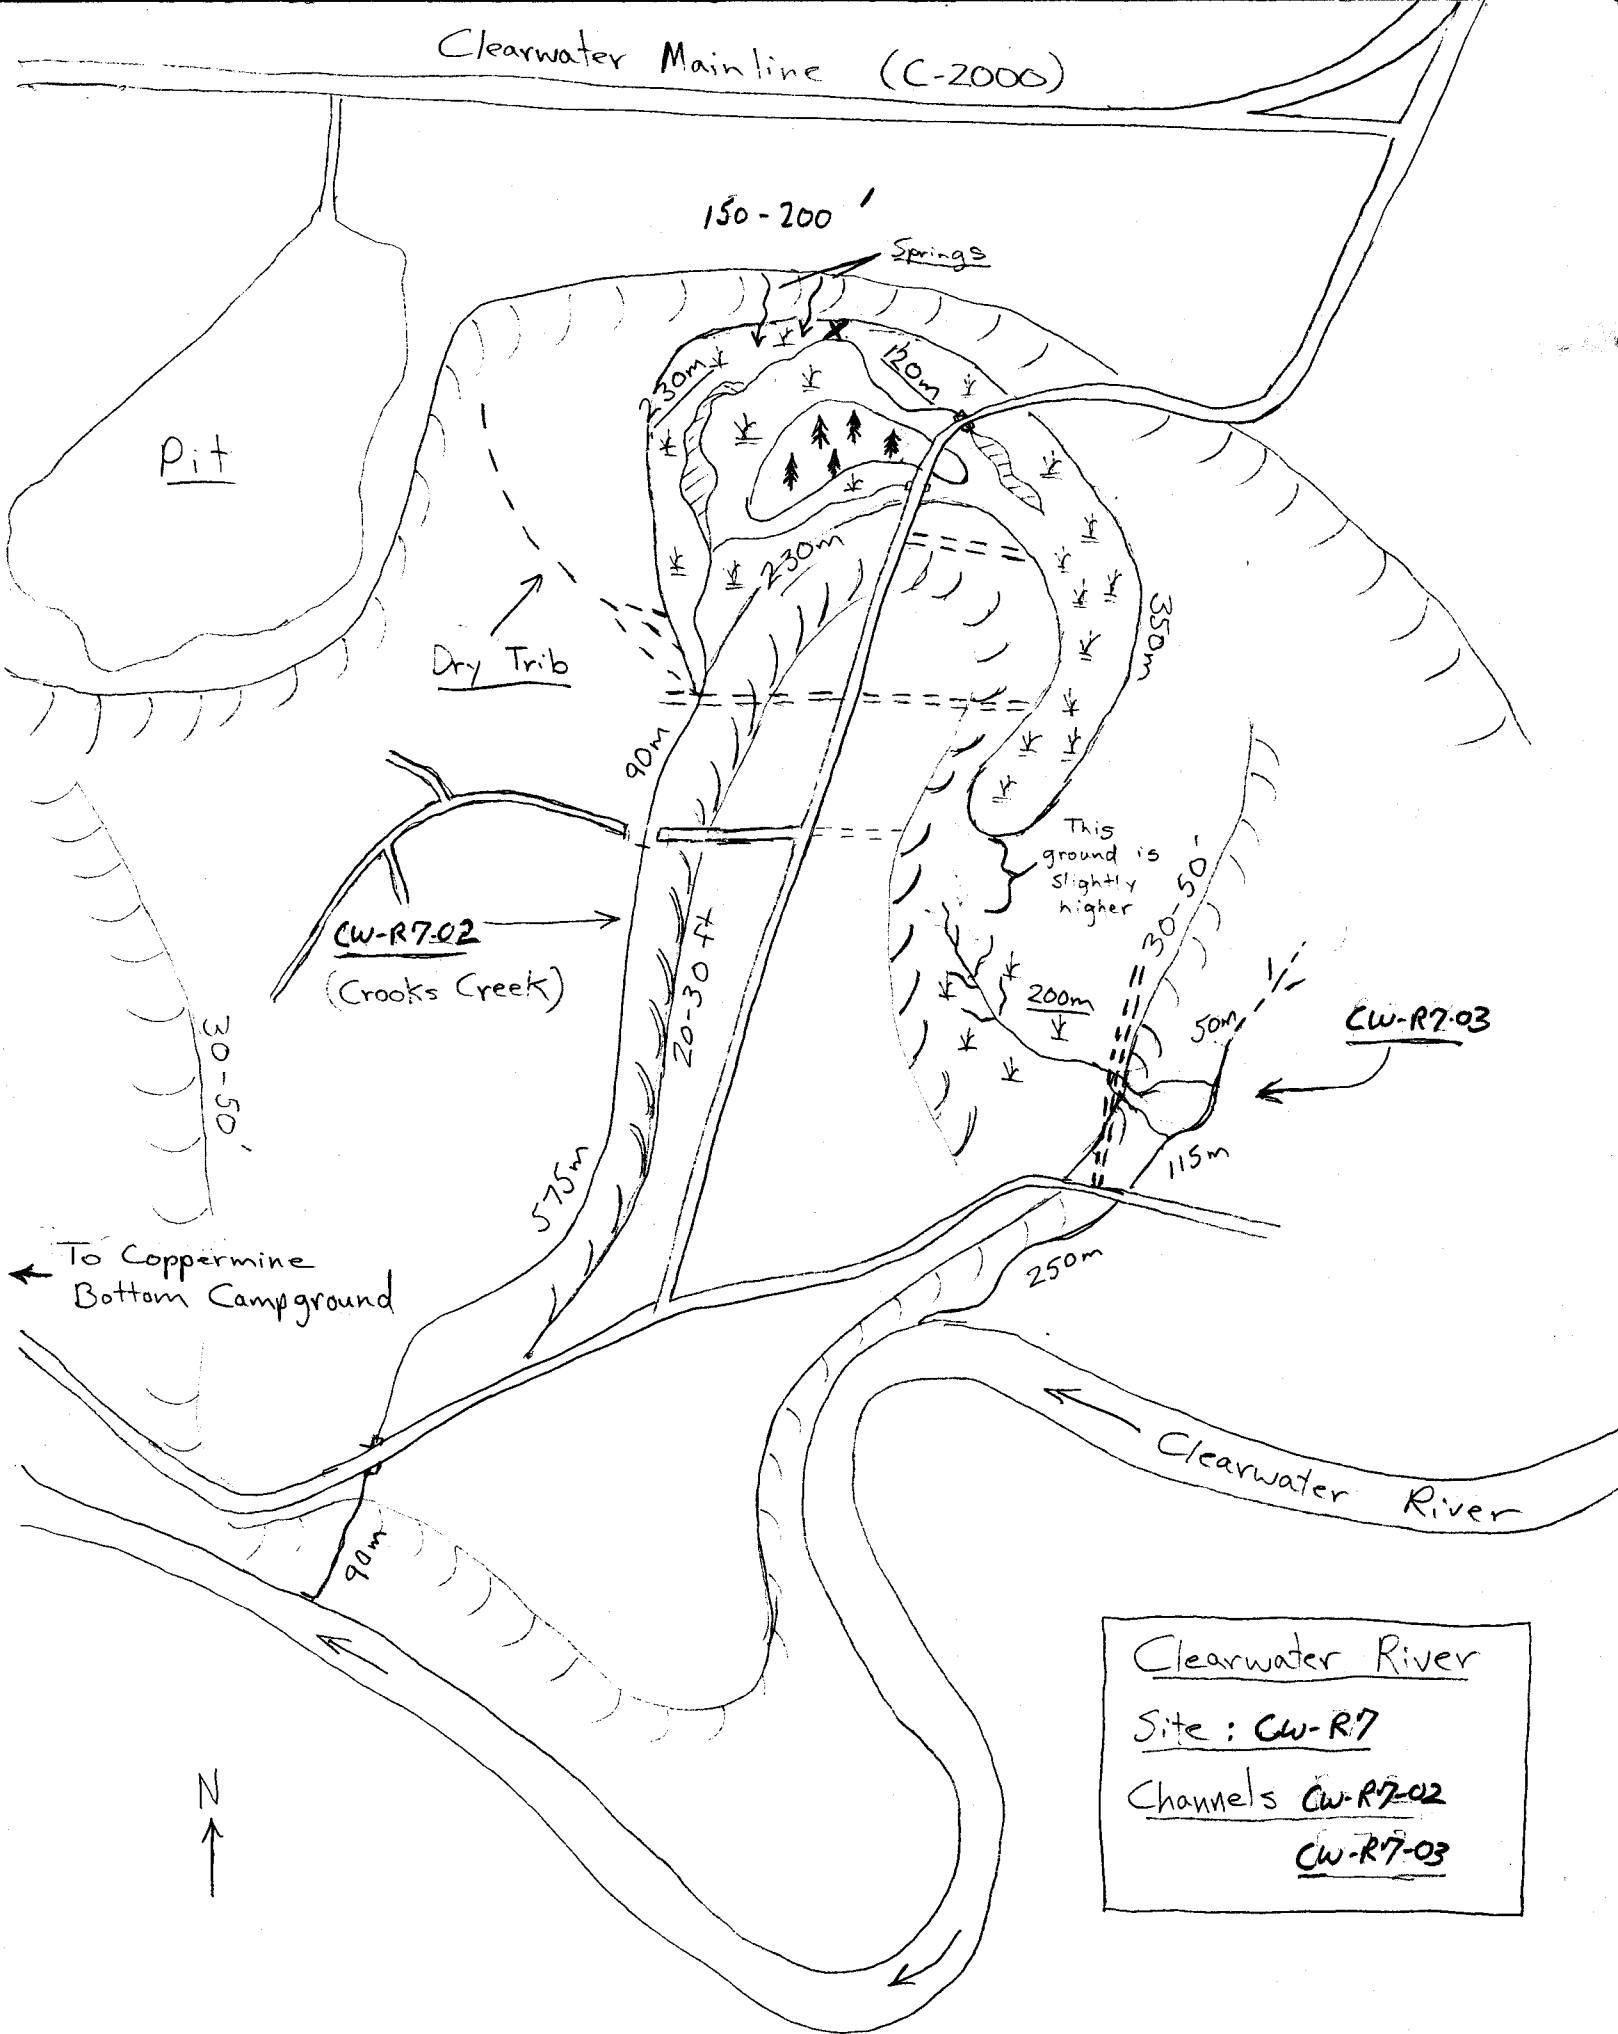 Clearwater Mainline (C-2000)
150-200'
Springs
230m
120m
Pit
230m
350m
Dry Trib
90m
This
ground is
slightly
higher
30-50'
CW-R7-02
(Crooks Creek)
20-30 ft
200m
50m
CW-R7-03
30-50'
115m
575m
To Coppermine
Bottom Campground
250m
Clearwater River
90m
Clearwater River
Site: CW-R7
Channels CW-R7-02
CW-R7-03
N